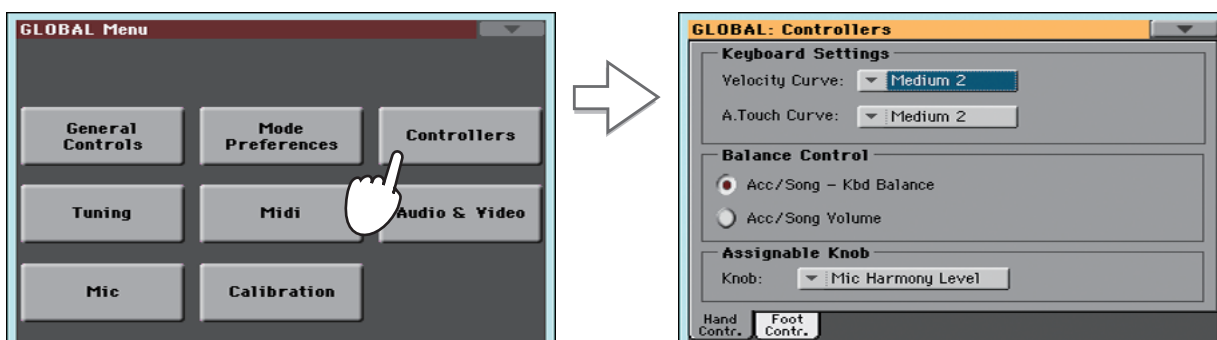 GLOBAL Menu
General
Controls
Mode
Preferences
Controllers
Tuning
Midi
Audio & Video
Mic
Calibration
GLOBAL: Controllers
Keyboard Settings
Velocity Curve: Medium 2
A.Touch Curve: Medium 2
Balance Control
Acc/Song - Kbd Balance
Acc/Song Volume
Assignable Knob
Knob: Mic Harmony Level
Hand
Contr.
Foot
Contr.